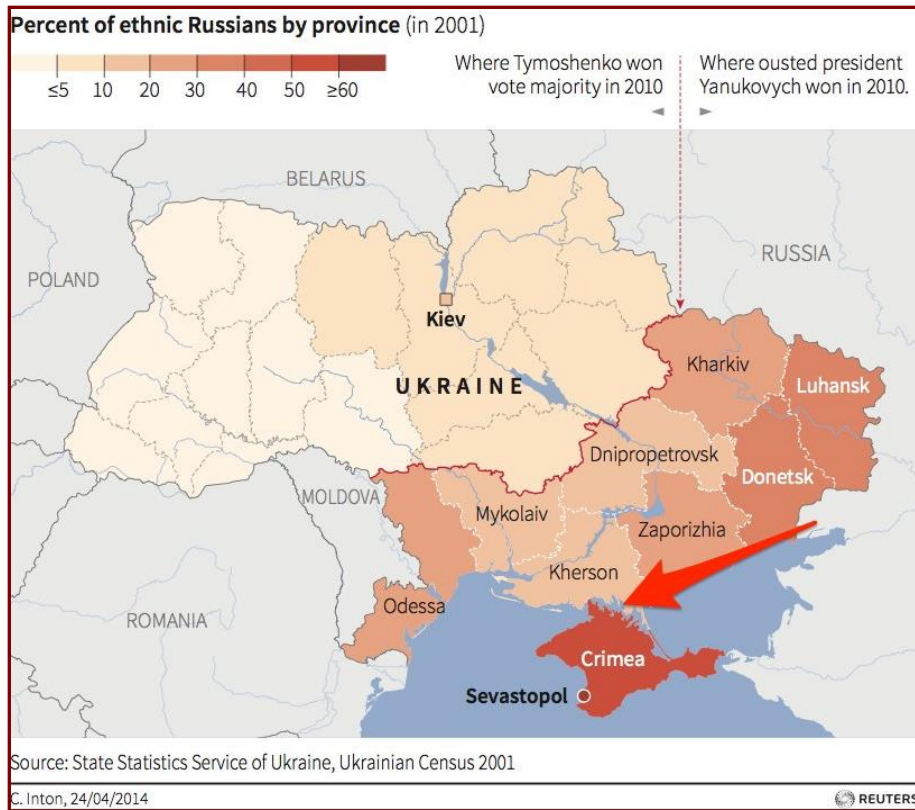 Percent of ethnic Russians by province (in 2001)
≤5 10 20 30 40 50 ≥60
Where Tymoshenko won
vote majority in 2010
Where ousted president
Yanukovych won in 2010.
BELARUS
POLAND
RUSSIA
Kiev
UKRAINE
Kharkiv
Luhansk
Dnipropetrovsk
Donetsk
MOLDOVA
Mykolaiv
Zaporizhia
Kherson
Odessa
ROMANIA
Crimea
Sevastopol
Source: State Statistics Service of Ukraine, Ukrainian Census 2001
C. Inton, 24/04/2014
REUTERS